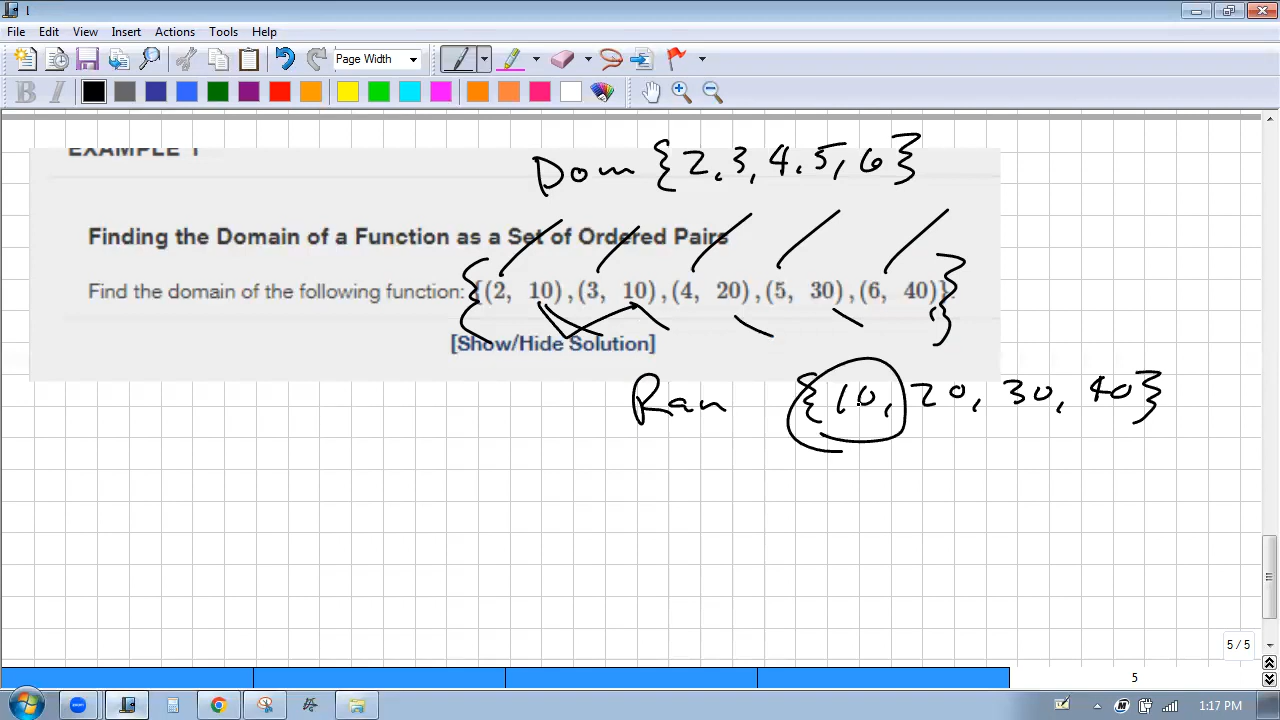 File Edit View Insert Actions Tools Help
Page Width
EXAMPLE 1
Dom {2,3,4,5,6}
Finding the Domain of a Function as a Set of Ordered Pairs
Find the domain of the following function: {(2, 10),(3, 10),(4, 20),(5, 30),(6, 40)}.
[Show/Hide Solution]
Ran {10, 20, 30, 40}
5 / 5
5
1:17 PM